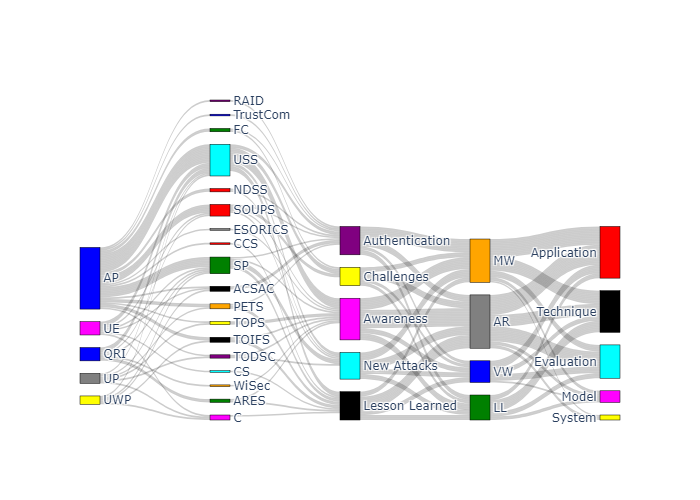 AP
UE
QRI
UP
UWP
RAID
TrustCom
FC
USS
NDSS
SOUPS
ESORICS
CCS
SP
ACSAC
PETS
TOPS
TOIFS
TODSC
CS
WiSec
ARES
C
Authentication
Challenges
Awareness
New Attacks
Lesson Learned
MW
AR
VW
LL
Application
Technique
Evaluation
Model
System